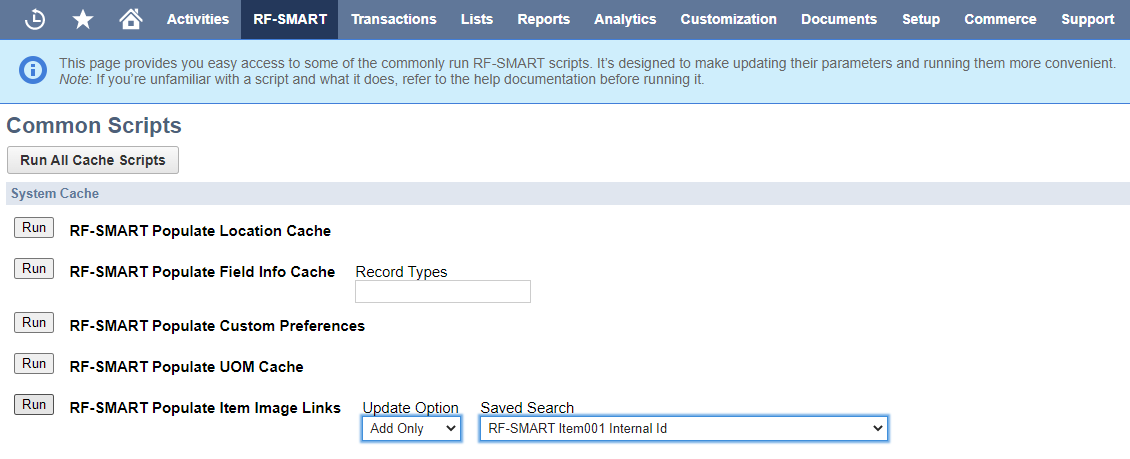 Activities RF-SMART Transactions Lists Reports Analytics Customization Documents Setup Commerce Support
This page provides you easy access to some of the commonly run RF-SMART scripts. It's designed to make updating their parameters and running them more convenient.
Note: If you're unfamiliar with a script and what it does, refer to the help documentation before running it.
Common Scripts
Run All Cache Scripts
System Cache
Run RF-SMART Populate Location Cache
Run RF-SMART Populate Field Info Cache Record Types
Run RF-SMART Populate Custom Preferences
Run RF-SMART Populate UOM Cache
Run RF-SMART Populate Item Image Links Update Option Saved Search
Add Only RF-SMART Item001 Internal Id